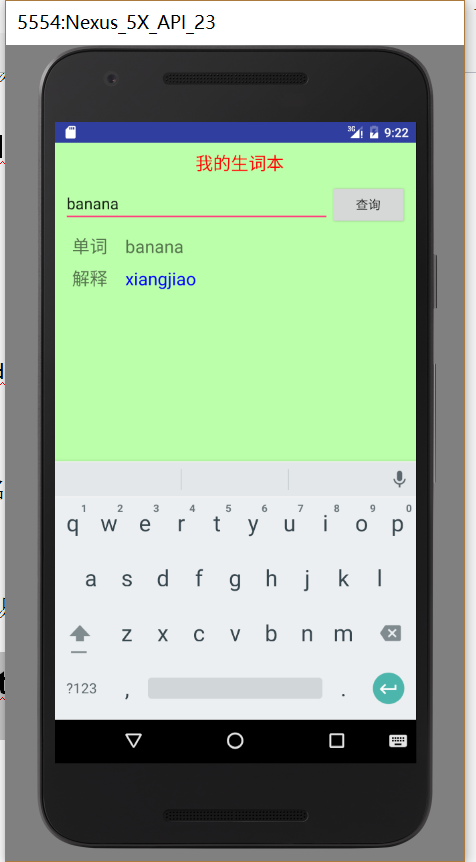 5554:Nexus_5X_API_23
3G 9:22
我的生词本
banana 查询
单词 banana
解释 xiangjiao
1 2 3 4 5 6 7 8 9 0
q w e r t y u i o p
a s d f g h j k l
z x c v b n m
?123 , .